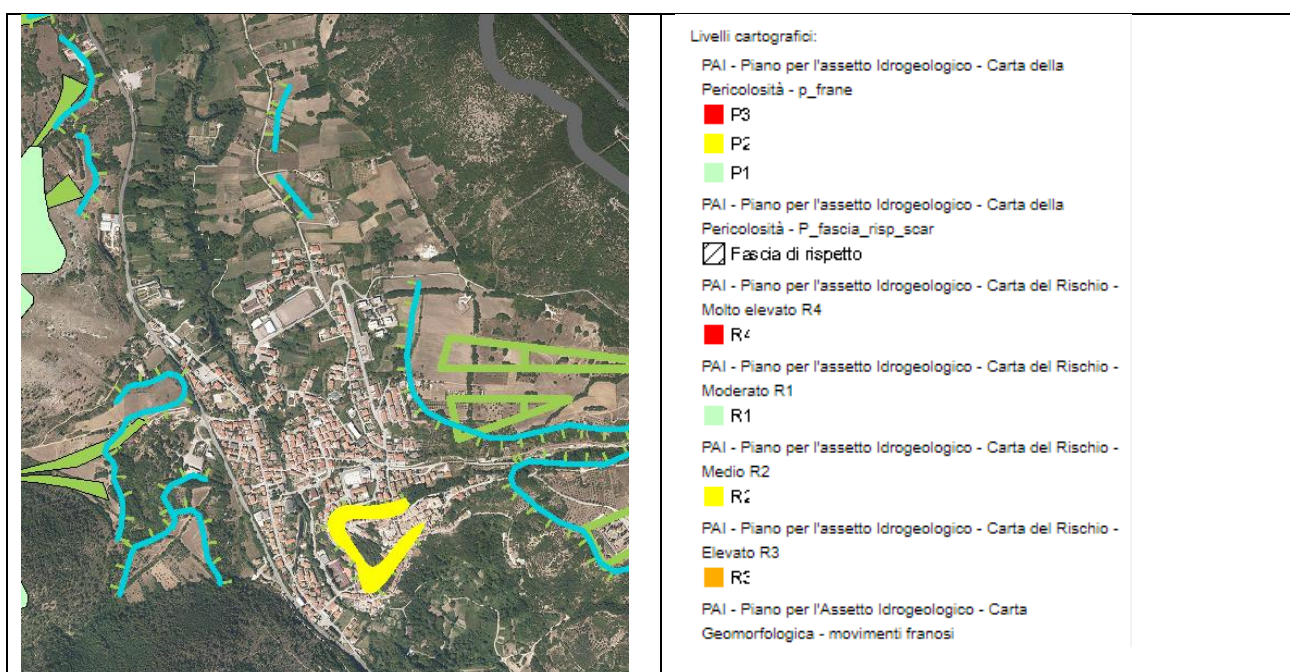 Livelli cartografici:
PAI - Piano per l'assetto Idrogeologico - Carta della
Pericolosità - p_frane
P3
P2
P1
PAI - Piano per l'assetto Idrogeologico - Carta della
Pericolosità - P_fascia_risp_scar
Fascia di rispetto
PAI - Piano per l'assetto Idrogeologico - Carta del Rischio -
Molto elevato R4
R4
PAI - Piano per l'assetto Idrogeologico - Carta del Rischio -
Moderato R1
R1
PAI - Piano per l'assetto Idrogeologico - Carta del Rischio -
Medio R2
R2
PAI - Piano per l'assetto Idrogeologico - Carta del Rischio -
Elevato R3
R3
PAI - Piano per l'Assetto Idrogeologico - Carta
Geomorfologica - movimenti franosi